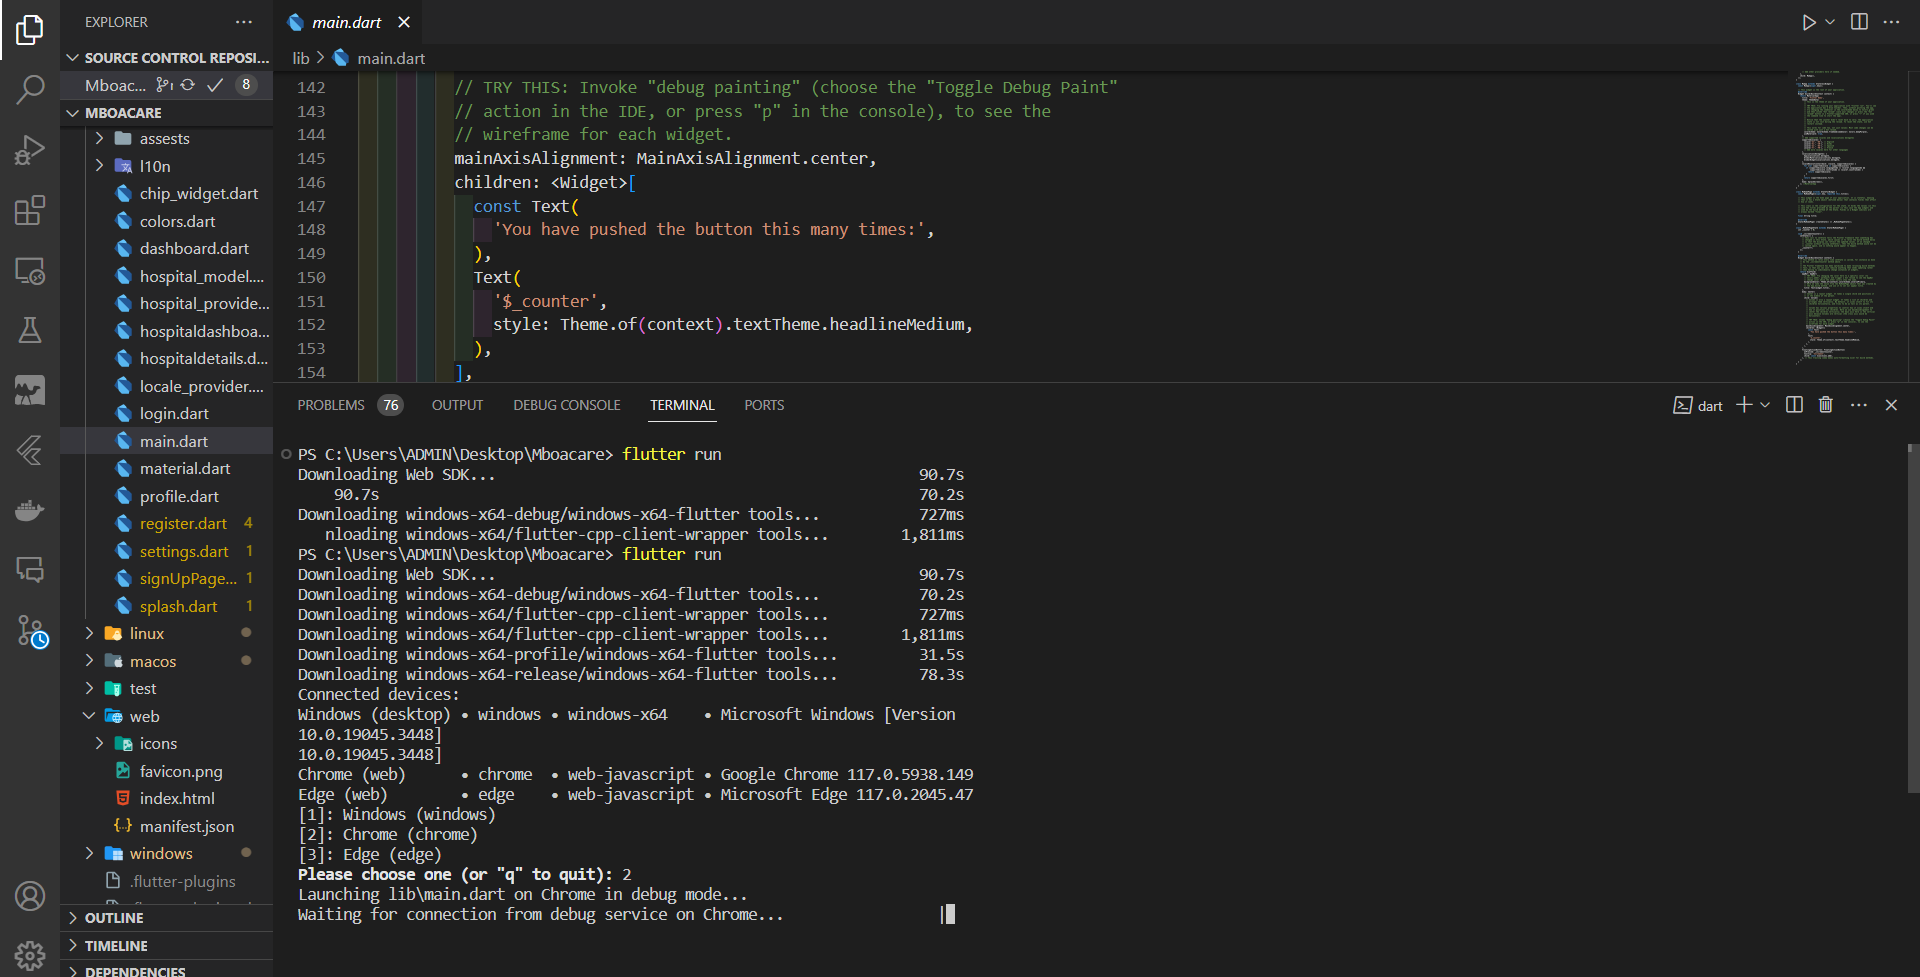 EXPLORER
SOURCE CONTROL REPOSI...
Mboac... 8
MBOACARE
assests
l10n
chip_widget.dart
colors.dart
dashboard.dart
hospital_model....
hospital_provide...
hospitaldashboa...
hospitaldetails.d...
locale_provider....
login.dart
main.dart
material.dart
profile.dart
register.dart 4
settings.dart 1
signUpPage... 1
splash.dart 1
linux
macos
test
web
icons
favicon.png
index.html
manifest.json
windows
.flutter-plugins
OUTLINE
TIMELINE
DEPENDENCIES
main.dart
lib > main.dart
142 // TRY THIS: Invoke "debug painting" (choose the "Toggle Debug Paint"
143 // action in the IDE, or press "p" in the console), to see the
144 // wireframe for each widget.
145 mainAxisAlignment: MainAxisAlignment.center,
146 children: <Widget>[
147 const Text(
148 'You have pushed the button this many times:',
149 ),
150 Text(
151 '$_counter',
152 style: Theme.of(context).textTheme.headlineMedium,
153 ),
154 ],
PROBLEMS 76 OUTPUT DEBUG CONSOLE TERMINAL PORTS
dart
PS C:\Users\ADMIN\Desktop\Mboacare> flutter run
Downloading Web SDK... 90.7s
90.7s 70.2s
Downloading windows-x64-debug/windows-x64-flutter tools... 727ms
nloading windows-x64/flutter-cpp-client-wrapper tools... 1,811ms
PS C:\Users\ADMIN\Desktop\Mboacare> flutter run
Downloading Web SDK... 90.7s
Downloading windows-x64-debug/windows-x64-flutter tools... 70.2s
Downloading windows-x64/flutter-cpp-client-wrapper tools... 727ms
Downloading windows-x64/flutter-cpp-client-wrapper tools... 1,811ms
Downloading windows-x64-profile/windows-x64-flutter tools... 31.5s
Downloading windows-x64-release/windows-x64-flutter tools... 78.3s
Connected devices:
Windows (desktop) • windows • windows-x64 • Microsoft Windows [Version
10.0.19045.3448]
10.0.19045.3448]
Chrome (web) • chrome • web-javascript • Google Chrome 117.0.5938.149
Edge (web) • edge • web-javascript • Microsoft Edge 117.0.2045.47
[1]: Windows (windows)
[2]: Chrome (chrome)
[3]: Edge (edge)
Please choose one (or "q" to quit): 2
Launching lib\main.dart on Chrome in debug mode...
Waiting for connection from debug service on Chrome... |